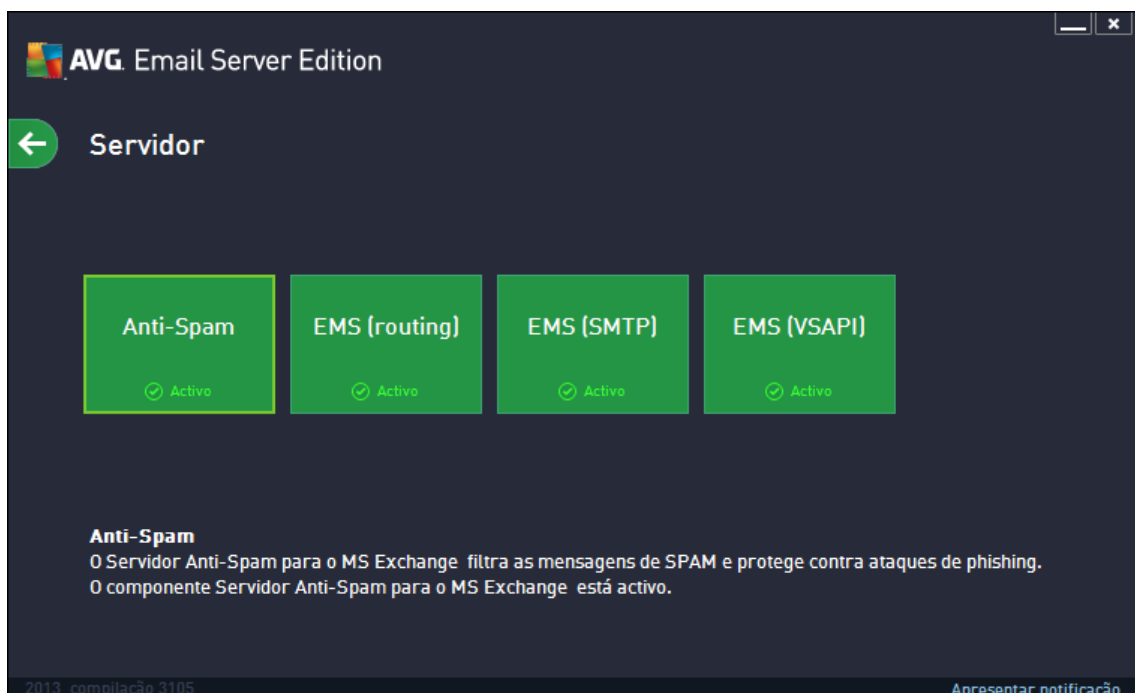 AVG. Email Server Edition
Servidor
Anti-Spam
Activo
EMS (routing)
Activo
EMS (SMTP)
Activo
EMS (VSAPI)
Activo
Anti-Spam
O Servidor Anti-Spam para o MS Exchange filtra as mensagens de SPAM e protege contra ataques de phishing.
O componente Servidor Anti-Spam para o MS Exchange está activo.
2013 compilação 3105
Apresentar notificação